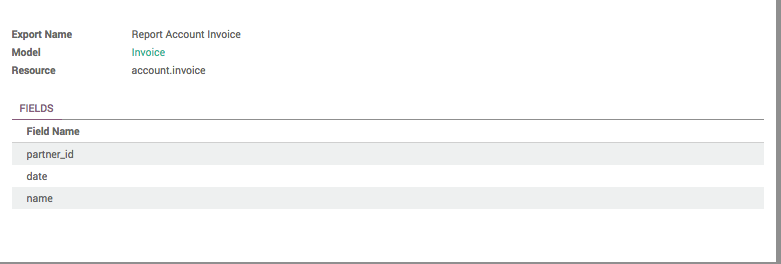 Export Name Report Account Invoice
Model Invoice
Resource account.invoice
FIELDS
Field Name
partner_id
date
name